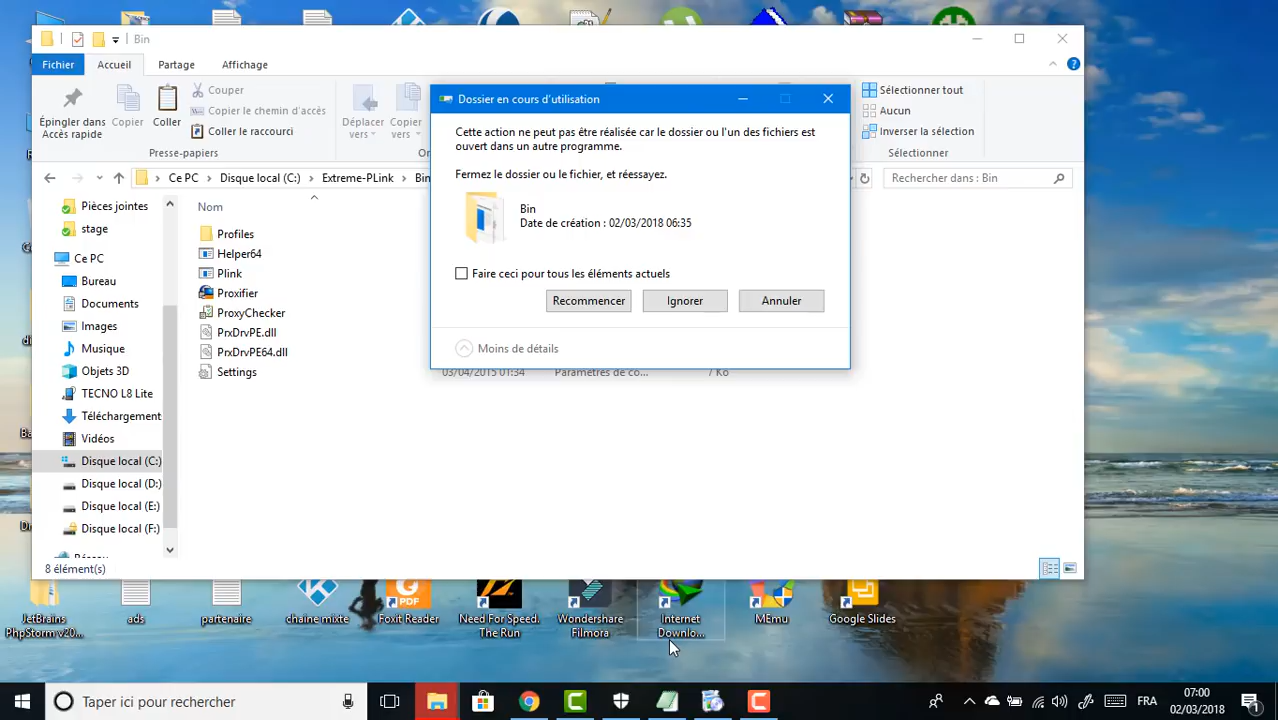 Bin
Fichier
Accueil
Partage
Affichage
Épingler dans
Accès rapide
Copier
Coller
Couper
Copier le chemin d'accès
Coller le raccourci
Presse-papiers
Déplacer
vers
Copier
vers
Or
Sélectionner tout
Aucun
Inverser la sélection
Sélectionner
Ce PC
Disque local (C:)
Extreme-PLink
Bin
Rechercher dans : Bin
Dossier en cours d'utilisation
Cette action ne peut pas être réalisée car le dossier ou l'un des fichiers est
ouvert dans un autre programme.
Fermez le dossier ou le fichier, et réessayez.
Bin
Date de création : 02/03/2018 06:35
Faire ceci pour tous les éléments actuels
Recommencer
Ignorer
Annuler
Moins de détails
Pièces jointes
stage
Ce PC
Bureau
Documents
Images
Musique
Objets 3D
TECNO L8 Lite
Téléchargement
Vidéos
Disque local (C:)
Disque local (D:)
Disque local (E:)
Disque local (F:)
Nom
Profiles
Helper64
Plink
Proxifier
ProxyChecker
PrxDrvPE.dll
PrxDrvPE64.dll
Settings
03/04/2015 01:34
Paramètres de co...
7 Ko
8 élément(s)
JetBrains
PhpStorm v20...
ads
partenaire
chaine mixte
PDF
Foxit Reader
Need For Speed.
The Run
Wondershare
Filmora
Internet
Downlo...
MEmu
Google Slides
Taper ici pour rechercher
FRA
07:00
02/03/2018
1